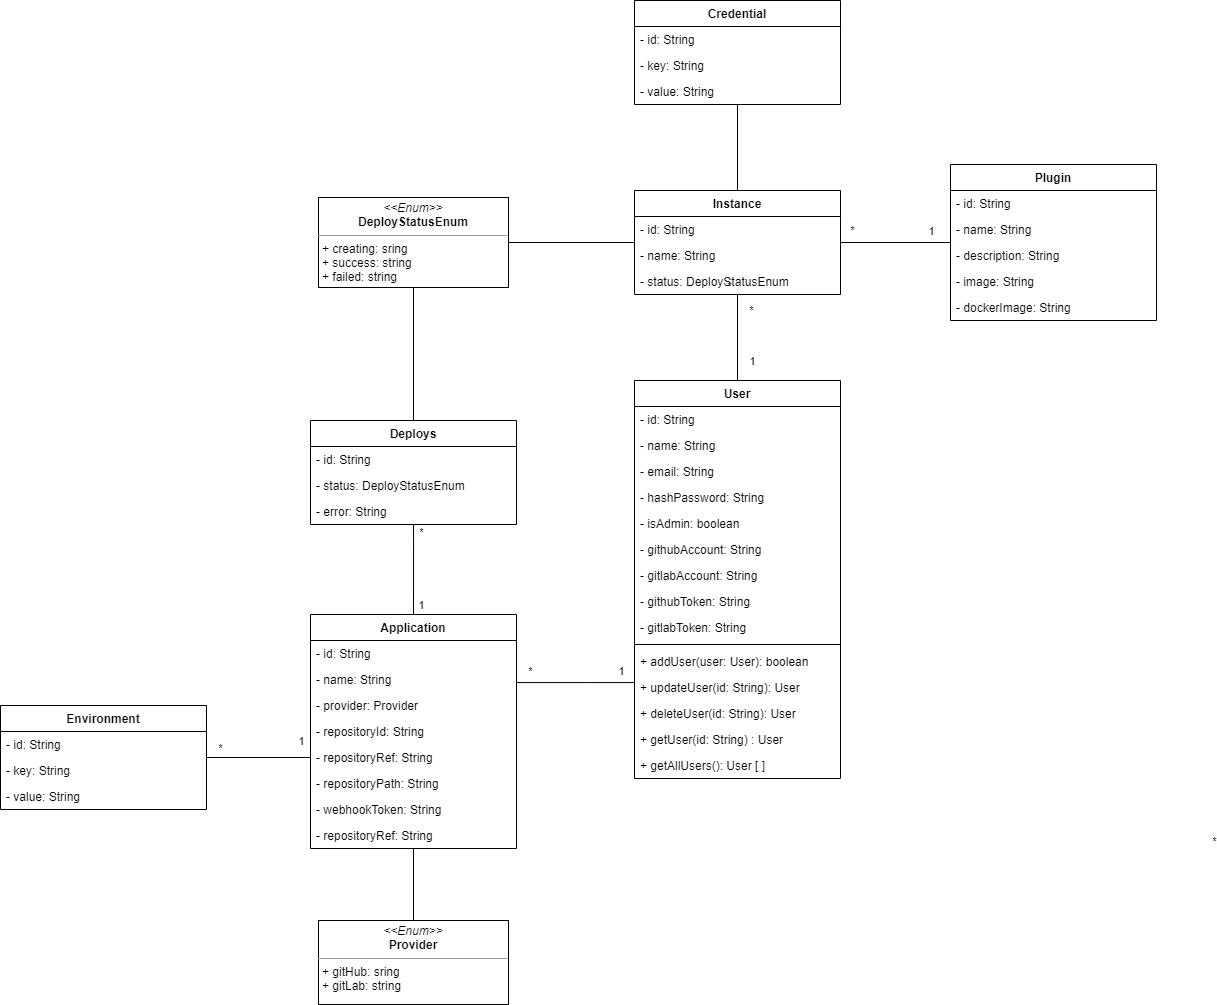 Credential
- id: String
- key: String
- value: String
Plugin
- id: String
- name: String
- description: String
- image: String
- dockerImage: String
Instance
- id: String
- name: String
- status: DeployStatusEnum
*
1
*
1
<<Enum>>
DeployStatusEnum
+ creating: sring
+ success: string
+ failed: string
User
- id: String
- name: String
- email: String
- hashPassword: String
- isAdmin: boolean
- githubAccount: String
- gitlabAccount: String
- githubToken: String
- gitlabToken: String
+ addUser(user: User): boolean
+ updateUser(id: String): User
+ deleteUser(id: String): User
+ getUser(id: String) : User
+ getAllUsers(): User [ ]
Deploys
- id: String
- status: DeployStatusEnum
- error: String
*
1
Application
- id: String
- name: String
- provider: Provider
- repositoryId: String
- repositoryRef: String
- repositoryPath: String
- webhookToken: String
- repositoryRef: String
*
1
Environment
- id: String
- key: String
- value: String
*
1
*
<<Enum>>
Provider
+ gitHub: sring
+ gitLab: string